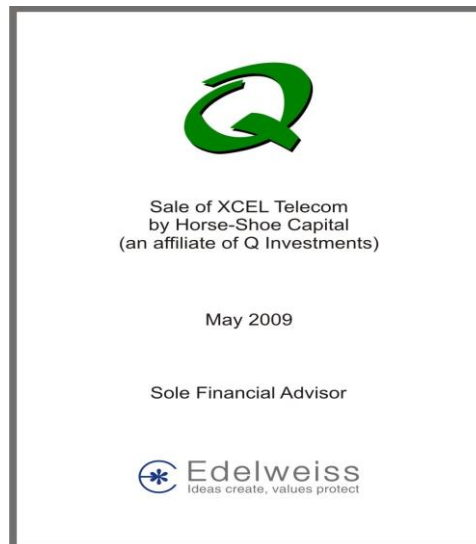 Q
Sale of XCEL Telecom
by Horse-Shoe Capital
(an affiliate of Q Investments)
May 2009
Sole Financial Advisor
Edelweiss
Ideas create, values protect